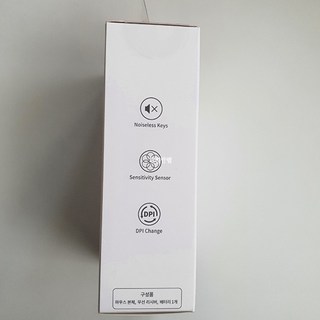 Noiseless Keys
Sensitivity Sensor
DPI
DPI Change
구성품
마우스 본체, 무선 리시버, 배터리 1개